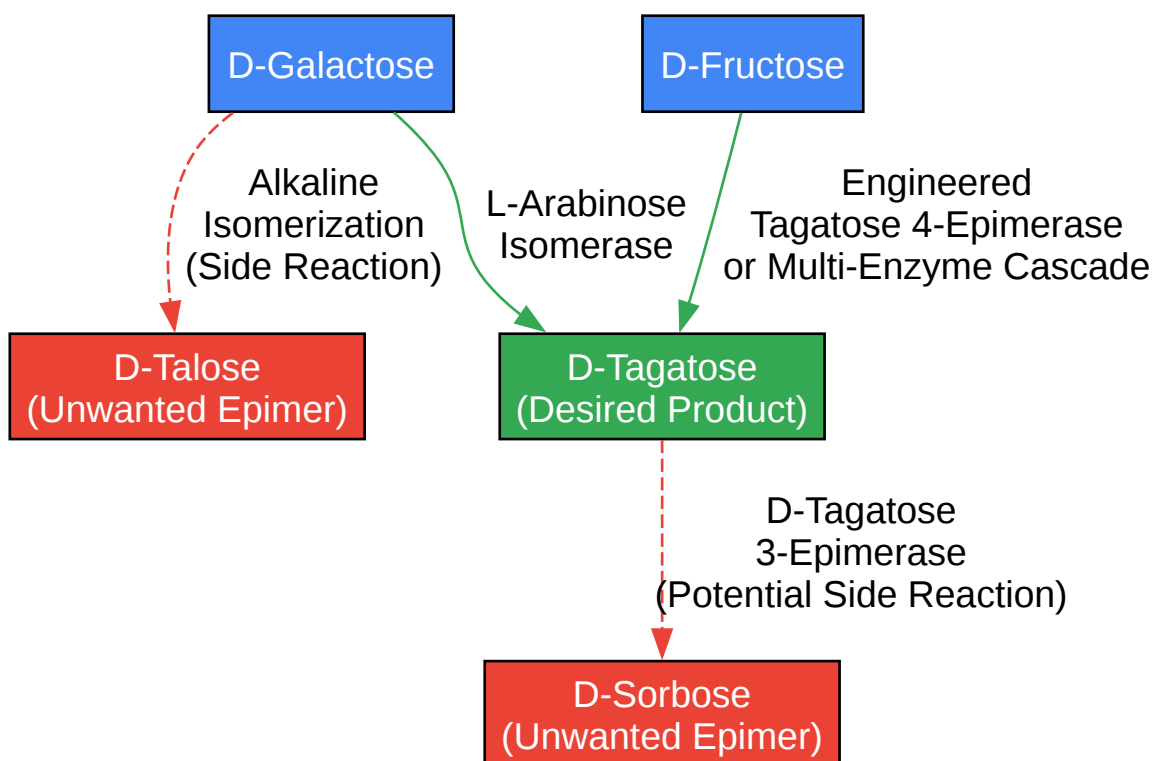 D-Galactose
D-Fructose
Alkaline
Isomerization
(Side Reaction)
L-Arabinose
Isomerase
Engineered
Tagatose 4-Epimerase
or Multi-Enzyme Cascade
D-Talose
(Unwanted Epimer)
D-Tagatose
(Desired Product)
D-Tagatose
3-Epimerase
(Potential Side Reaction)
D-Sorbose
(Unwanted Epimer)